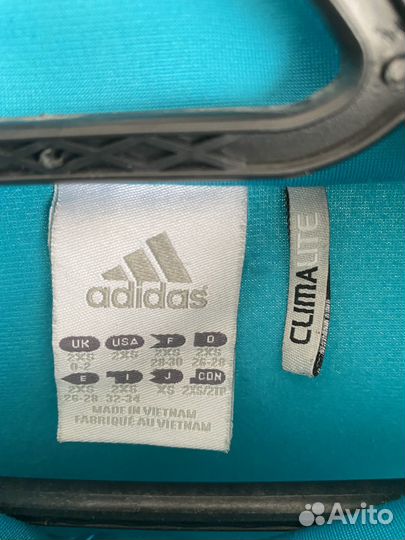 adidas
UK USA F D
2XS 2XS 2XS 2XS
0-2 28-30 26-28
E I J CDN
2XS 2XS XS 2XS/2TP
26-28 32-34
MADE IN VIETNAM
FABRIQUÉ AU VIETNAM
CLIMALITE
Avito